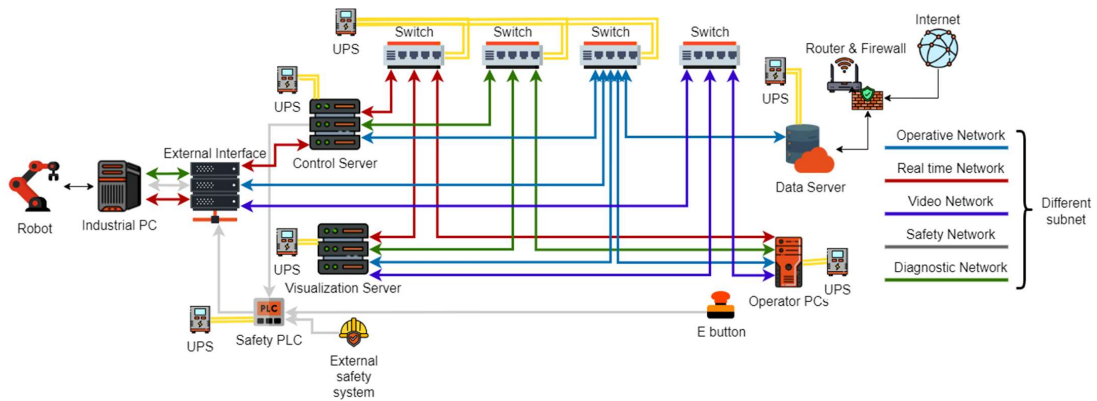 Switch
Switch
Switch
Switch
Internet
UPS
Router & Firewall
UPS
UPS
Control Server
External Interface
Data Server
Operative Network
Real time Network
Video Network
Safety Network
Diagnostic Network
Different
subnet
Robot
Industrial PC
UPS
Visualization Server
Operator PCs
UPS
PLC
Safety PLC
UPS
E button
External
safety
system